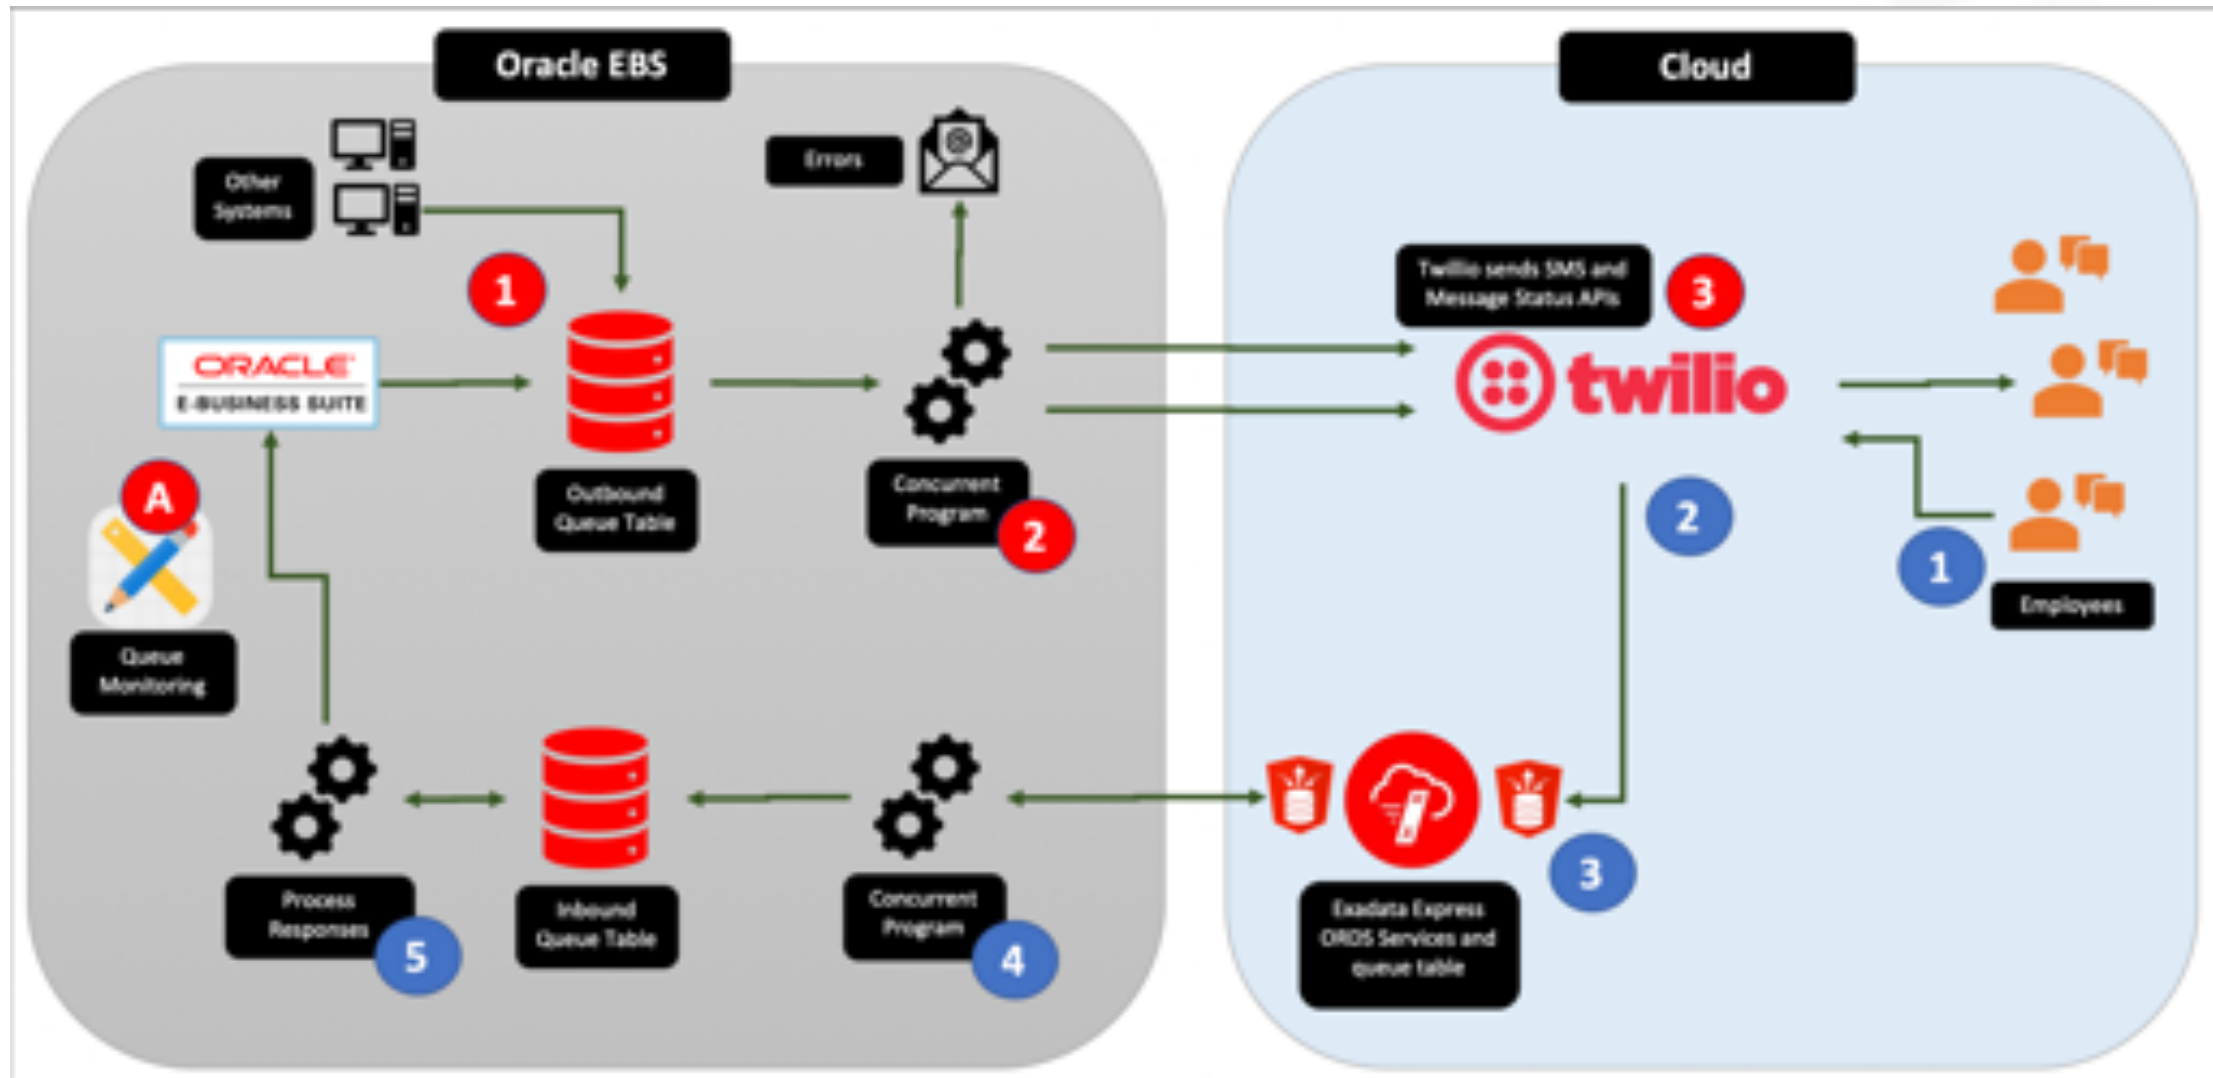 Oracle EBS
Cloud
Other
Systems
Errors
1
Twillio sends SMS and
Message Status APIs
3
ORACLE
E-BUSINESS SUITE
twilio
A
Outbound
Queue Table
Concurrent
Program
2
2
1
Employees
Queue
Monitoring
Process
Responses
5
Inbound
Queue Table
Concurrent
Program
4
3
Exadata Express
ORDS Services and
queue table